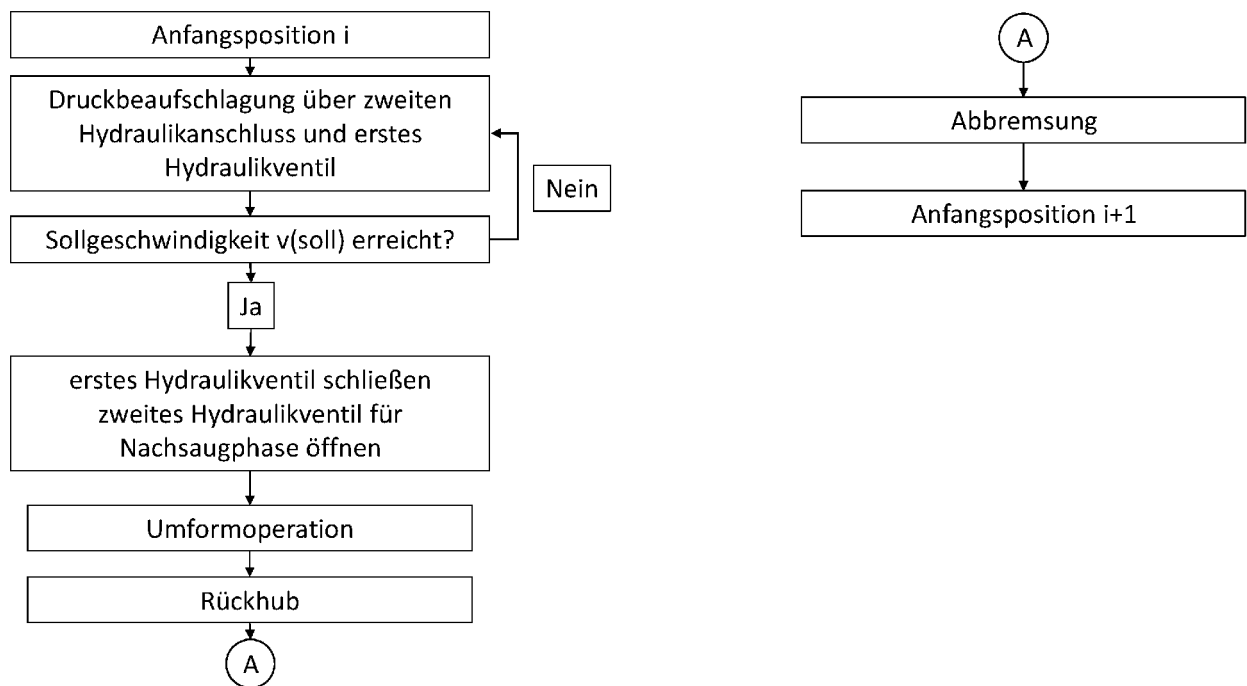 Anfangsposition i
Druckbeaufschlagung über zweiten
Hydraulikanschluss und erstes
Hydraulikventil
Nein
Sollgeschwindigkeit v(soll) erreicht?
Ja
erstes Hydraulikventil schließen
zweites Hydraulikventil für
Nachsaugphase öffnen
Umformoperation
Rückhub
A
A
Abbremsung
Anfangsposition i+1